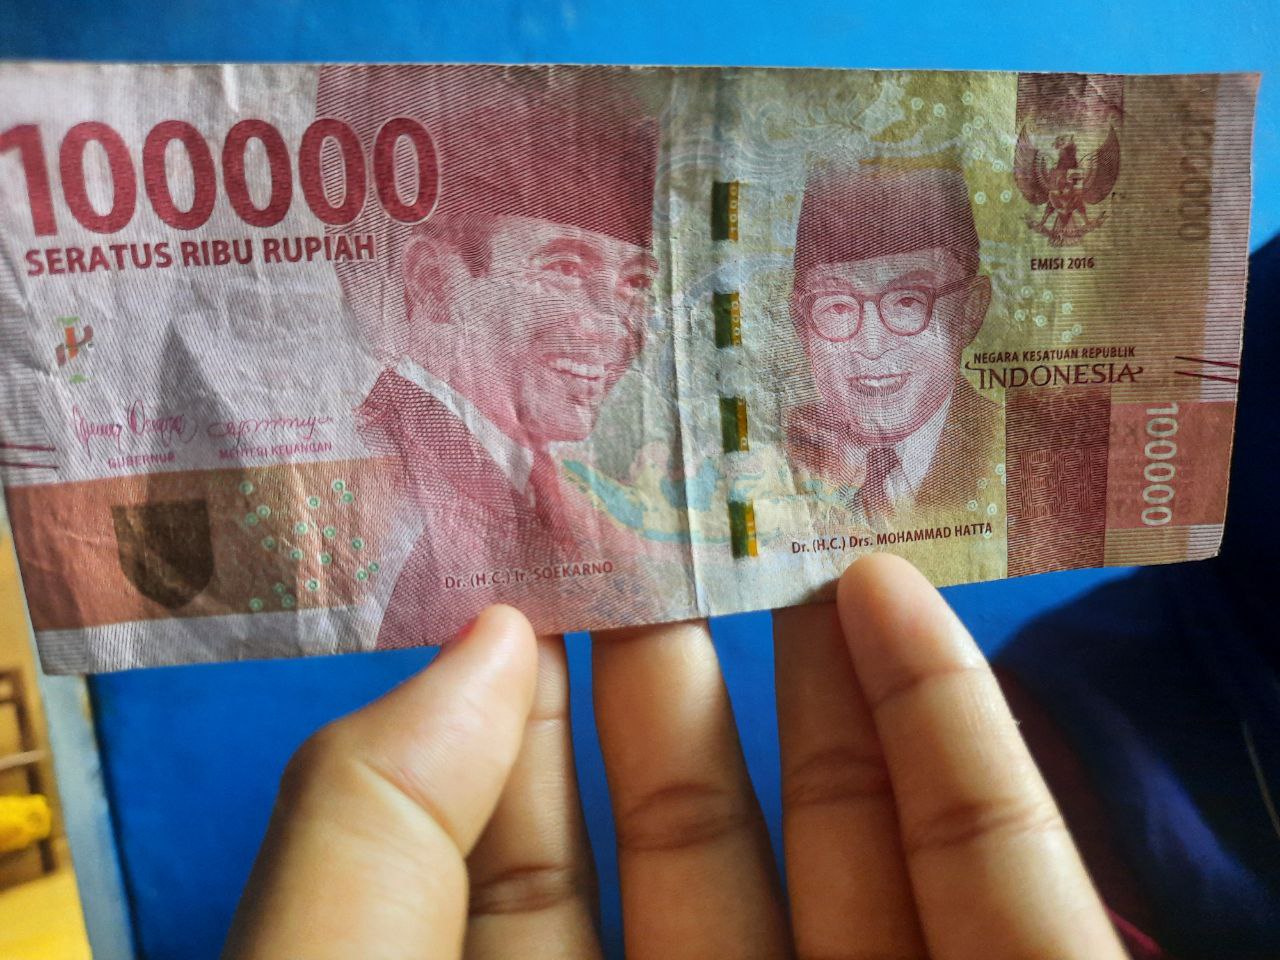 100000
SERATUS RIBU RUPIAH
GUBERNUR
MENTERI KEUANGAN
Dr. (H.C.) Ir. SOEKARNO
Dr. (H.C.) Drs. MOHAMMAD HATTA
EMISI 2016
NEGARA KESATUAN REPUBLIK
INDONESIA
100000
100000